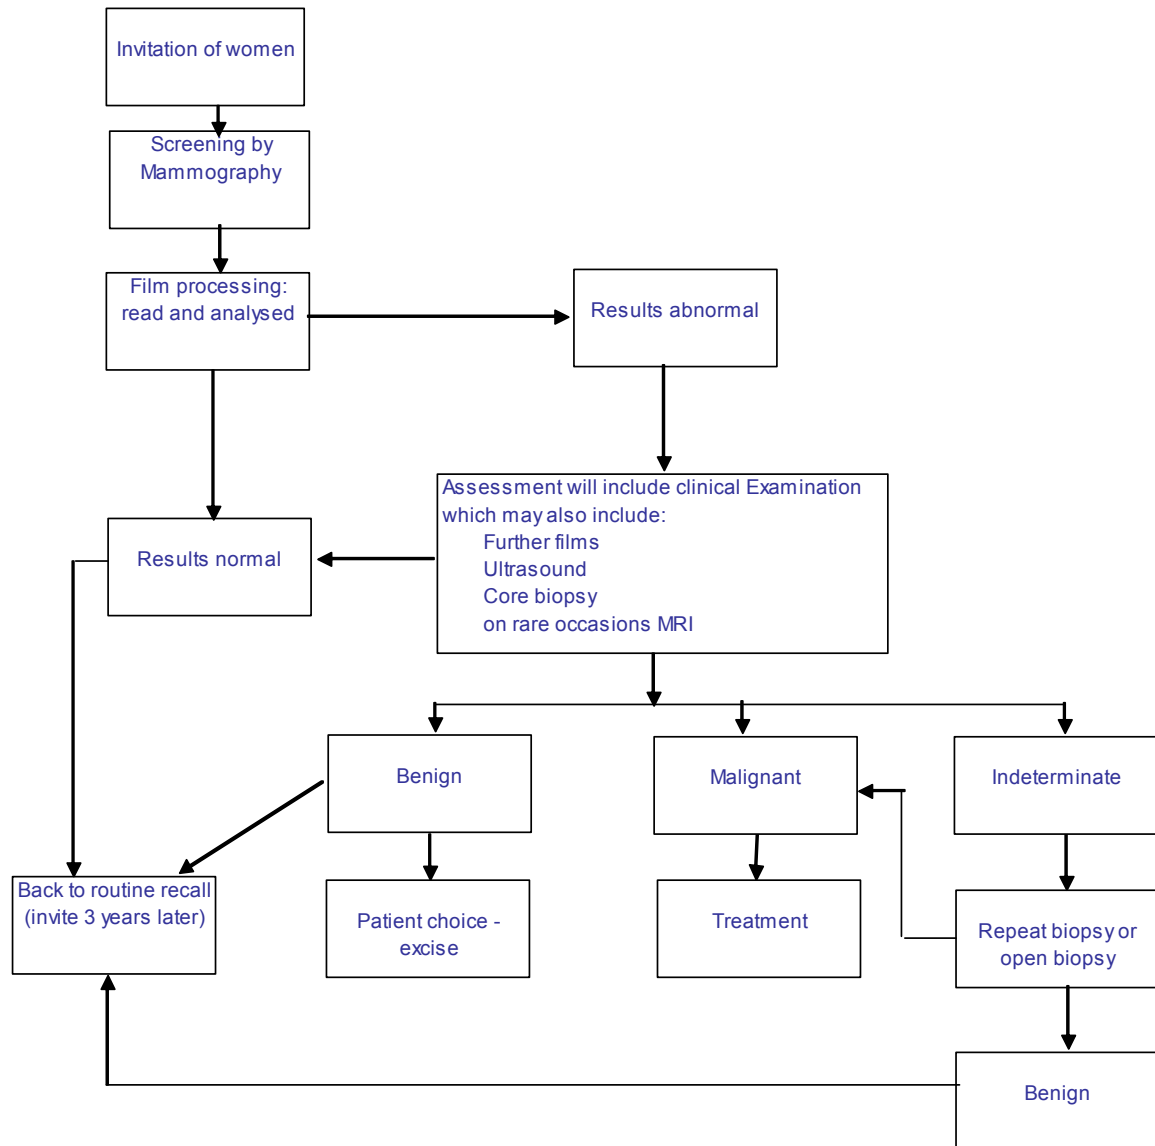 Invitation of women
Screening by
Mammography
Film processing:
read and analysed
Results abnormal
Assessment will include clinical Examination
which may also include:
Further films
Ultrasound
Core biopsy
on rare occasions MRI
Results normal
Benign
Malignant
Indeterminate
Back to routine recall
(invite 3 years later)
Patient choice -
excise
Treatment
Repeat biopsy or
open biopsy
Benign